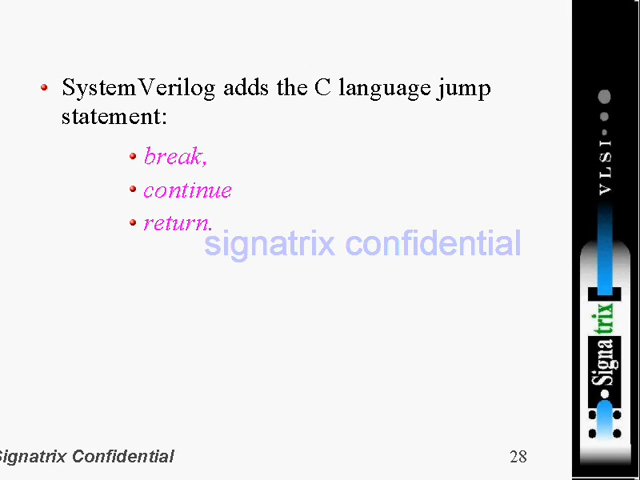 SystemVerilog adds the C language jump
statement:
break,
continue
return.
signatrix confidential
Signatrix Confidential
28
VLSI
Signatrix